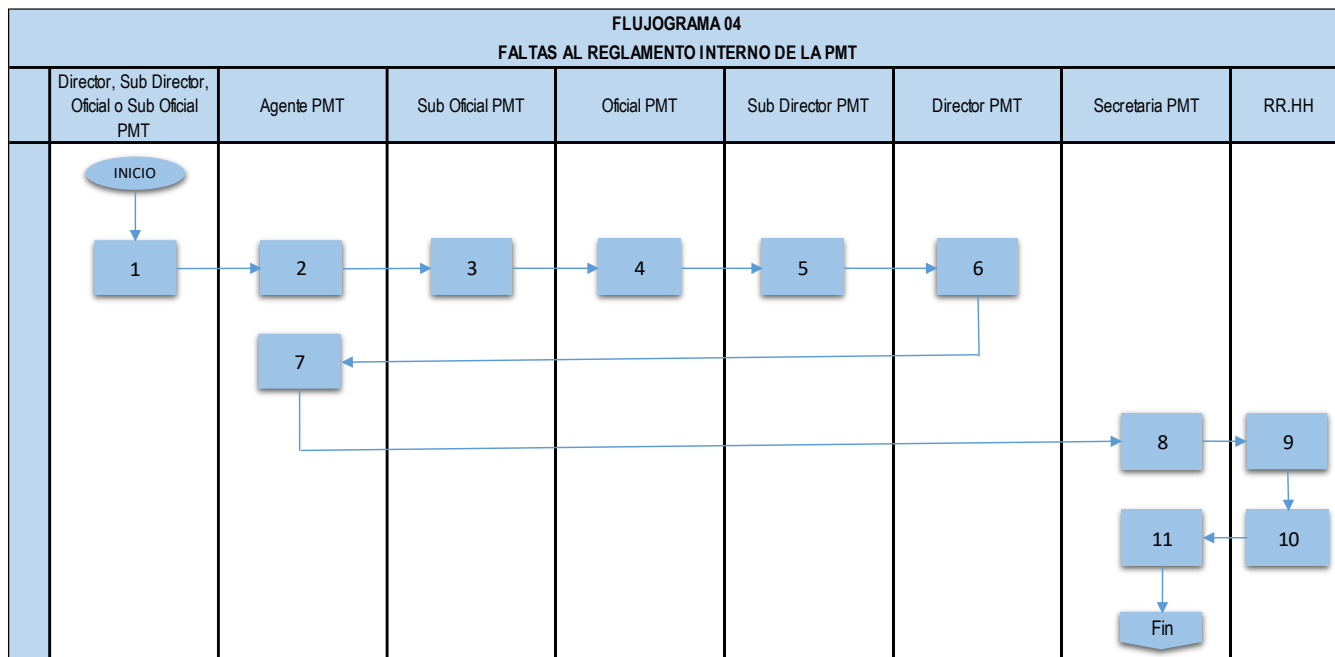 FLUJOGRAMA 04
FALTAS AL REGLAMENTO INTERNO DE LA PMT
Director, Sub Director,
Oficial o Sub Oficial
PMT
Agente PMT
Sub Oficial PMT
Oficial PMT
Sub Director PMT
Director PMT
Secretaria PMT
RR.HH
INICIO
1
2
3
4
5
6
7
8
9
11
10
Fin